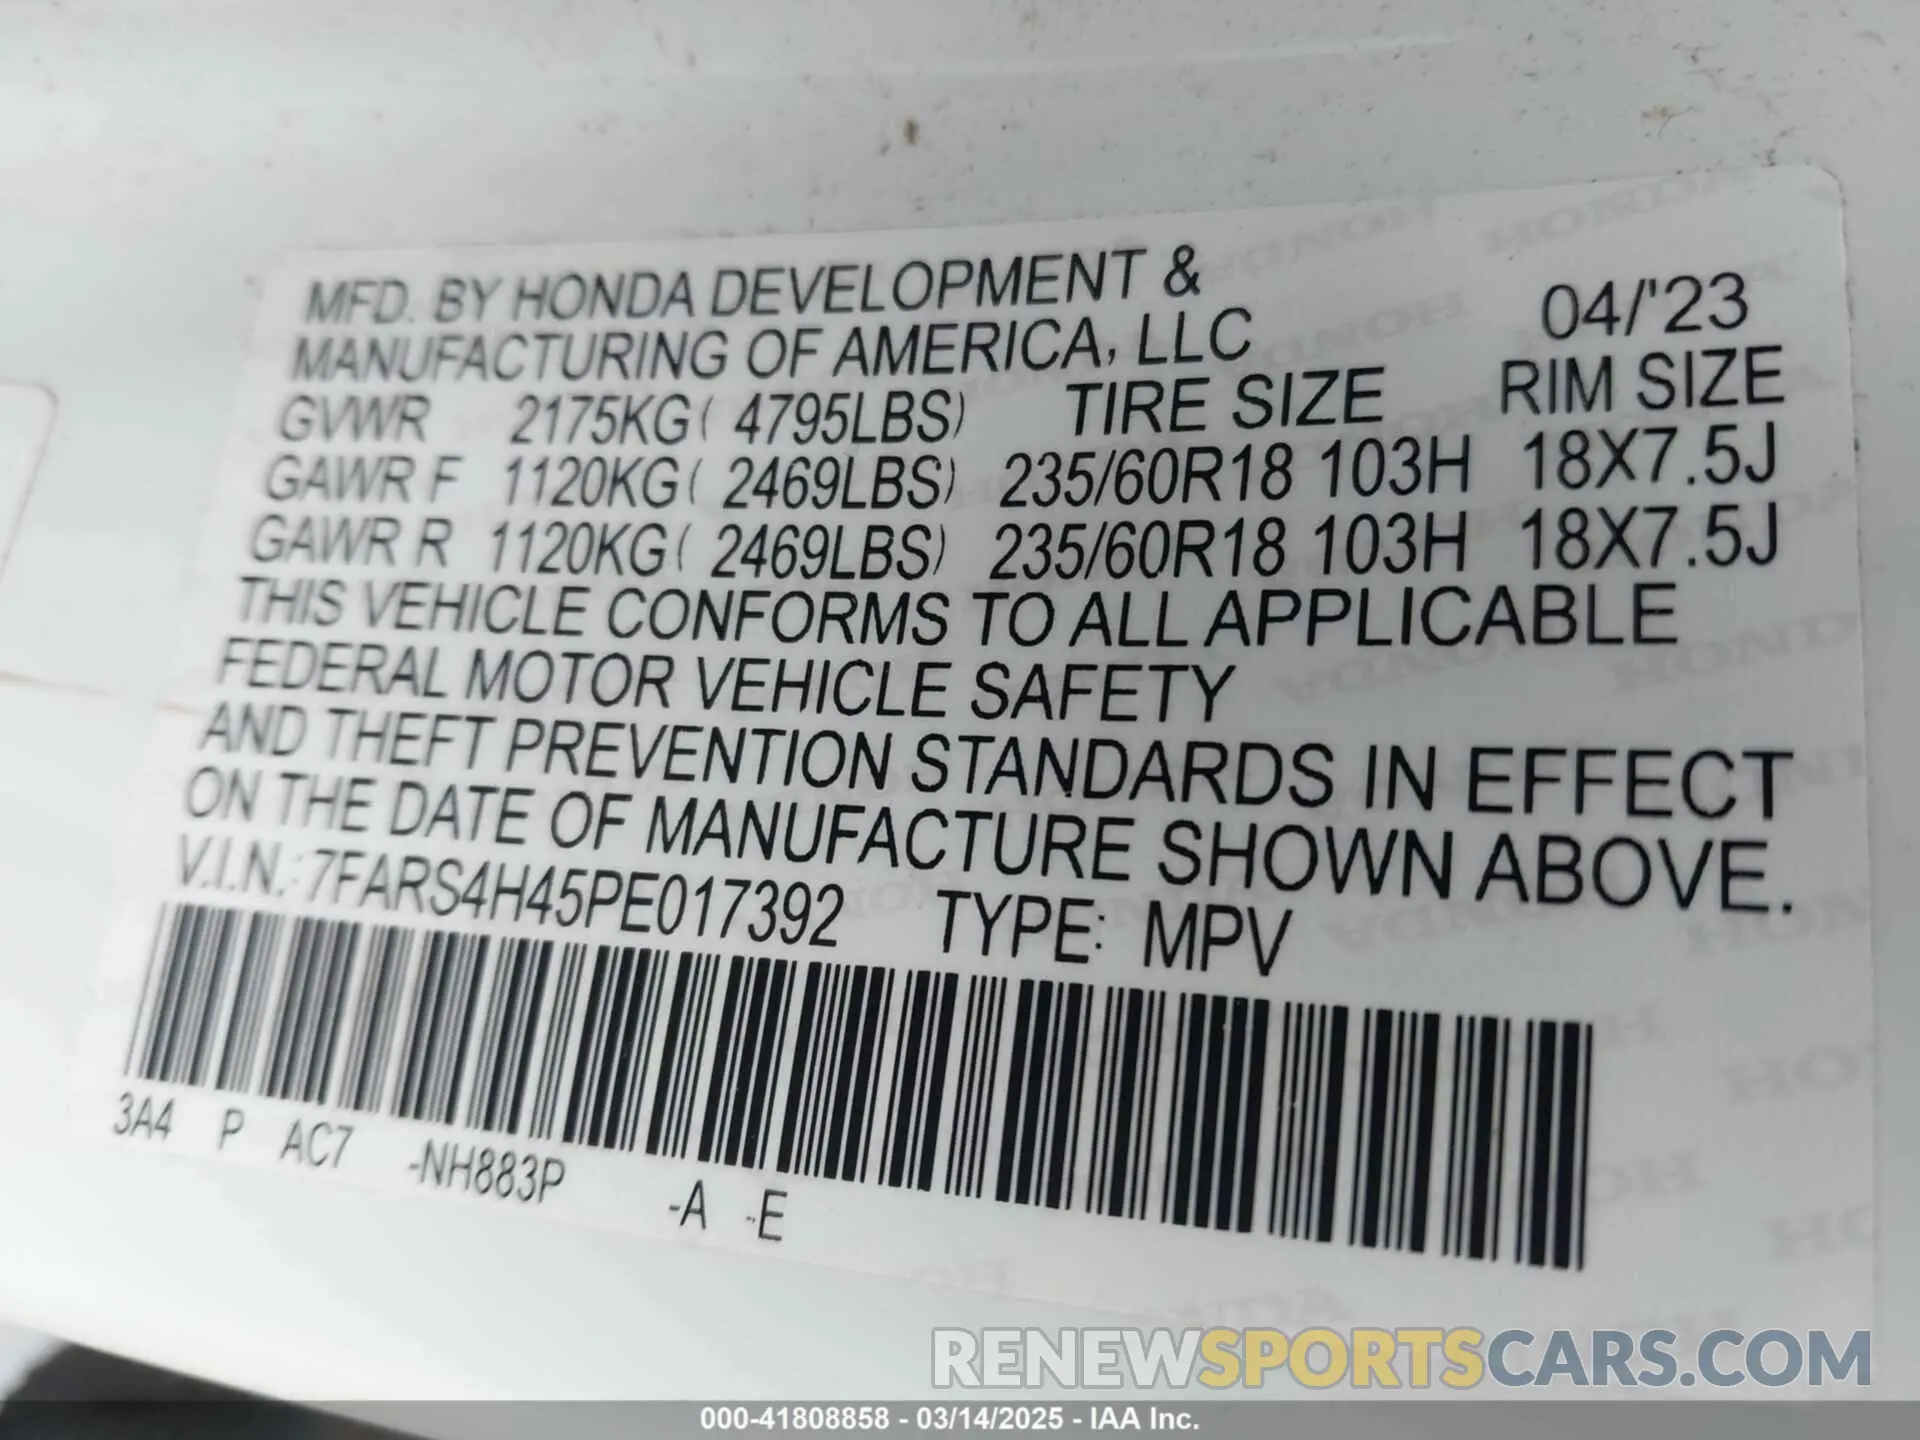 MFD. BY HONDA DEVELOPMENT &
MANUFACTURING OF AMERICA, LLC 04/'23
GVWR 2175KG( 4795LBS) TIRE SIZE RIM SIZE
GAWR F 1120KG( 2469LBS) 235/60R18 103H 18X7.5J
GAWR R 1120KG( 2469LBS) 235/60R18 103H 18X7.5J
THIS VEHICLE CONFORMS TO ALL APPLICABLE
FEDERAL MOTOR VEHICLE SAFETY
AND THEFT PREVENTION STANDARDS IN EFFECT
ON THE DATE OF MANUFACTURE SHOWN ABOVE.
V.I.N.: 7FARS4H45PE017392 TYPE: MPV
3A4 P AC7 -NH883P -A -E
RENEWSPORTSCARS.COM
000-41808858 - 03/14/2025 - IAA Inc.